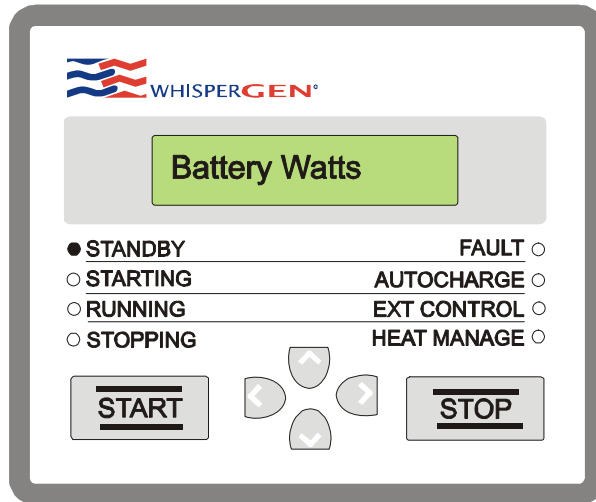 WHISPERGEN®
Battery Watts
STANDBY FAULT
STARTING AUTOCHARGE
RUNNING EXT CONTROL
STOPPING HEAT MANAGE
START STOP